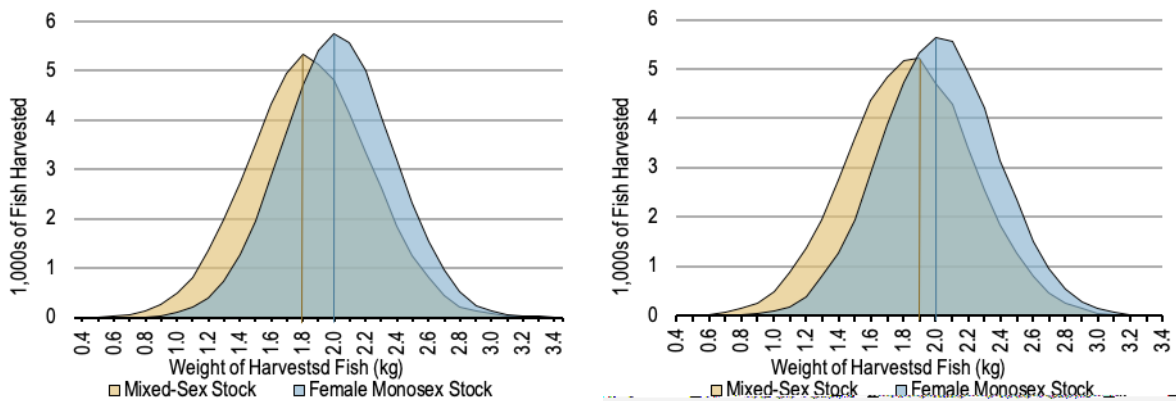 6
5
4
3
2
1
0
1,000s of Fish Harvested
0.4 0.6 0.8 1.0 1.2 1.4 1.6 1.8 2.0 2.2 2.4 2.6 2.8 3.0 3.2 3.4
Weight of Harvestsd Fish (kg)
Mixed-Sex Stock Female Monosex Stock
6
5
4
3
2
1
0
1,000s of Fish Harvested
0.4 0.6 0.8 1.0 1.2 1.4 1.6 1.8 2.0 2.2 2.4 2.6 2.8 3.0 3.2 3.4
Weight of Harvestsd Fish (kg)
Mixed-Sex Stock Female Monosex Stock